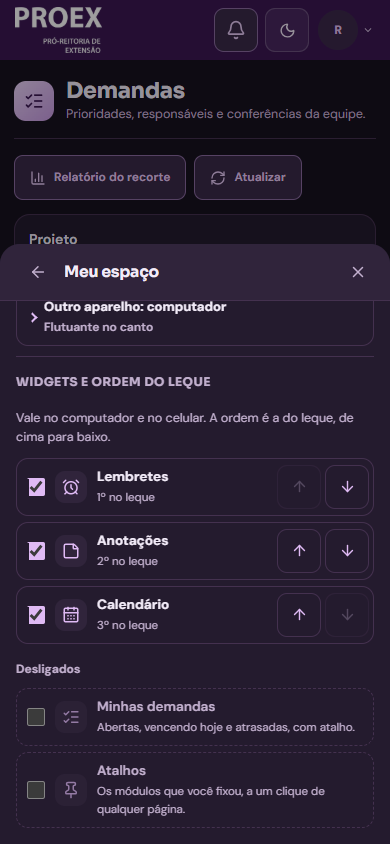 PROEX
PRÓ-REITORIA DE
EXTENSÃO
R
Demandas
Prioridades, responsáveis e conferências da equipe.
Relatório do recorte
Atualizar
Projeto
Meu espaço
Outro aparelho: computador
Flutuante no canto
WIDGETS E ORDEM DO LEQUE
Vale no computador e no celular. A ordem é a do leque, de
cima para baixo.
Lembretes
1º no leque
Anotações
2º no leque
Calendário
3º no leque
Desligados
Minhas demandas
Abertas, vencendo hoje e atrasadas, com atalho.
Atalhos
Os módulos que você fixou, a um clique de
qualquer página.